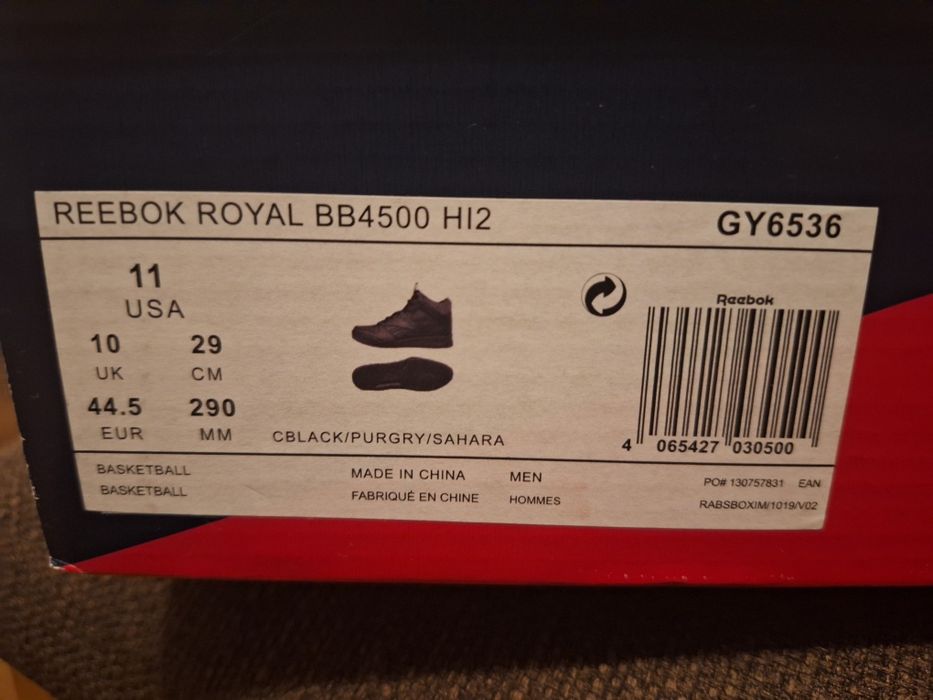 REEBOK ROYAL BB4500 HI2
GY6536
11
USA
10 29
UK CM
44.5 290
EUR MM
CBLACK/PURGRY/SAHARA
Reebok
4 065427 030500
BASKETBALL
BASKETBALL
MADE IN CHINA
FABRIQUÉ EN CHINE
MEN
HOMMES
PO# 130757831 EAN
RABSBOXIM/1019/V02